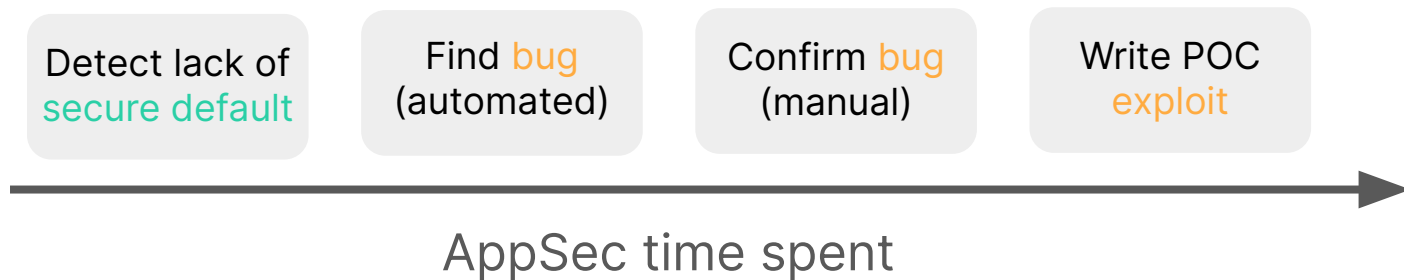 Detect lack of
secure default
Find bug
(automated)
Confirm bug
(manual)
Write POC
exploit
AppSec time spent